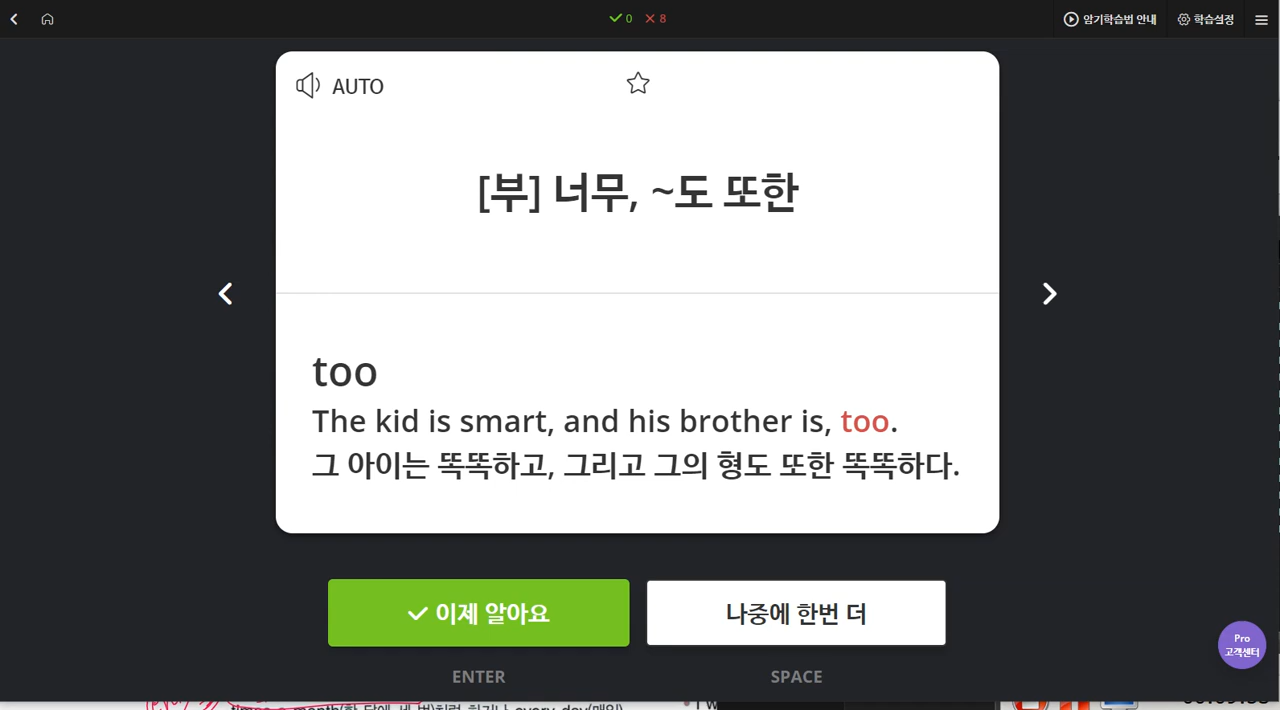 0 8 암기학습법 안내 학습설정
AUTO
[부] 너무, ~도 또한
too
The kid is smart, and his brother is, too.
그 아이는 똑똑하고, 그리고 그의 형도 또한 똑똑하다.
이제 알아요 나중에 한번 더
Pro
고객센터
ENTER SPACE